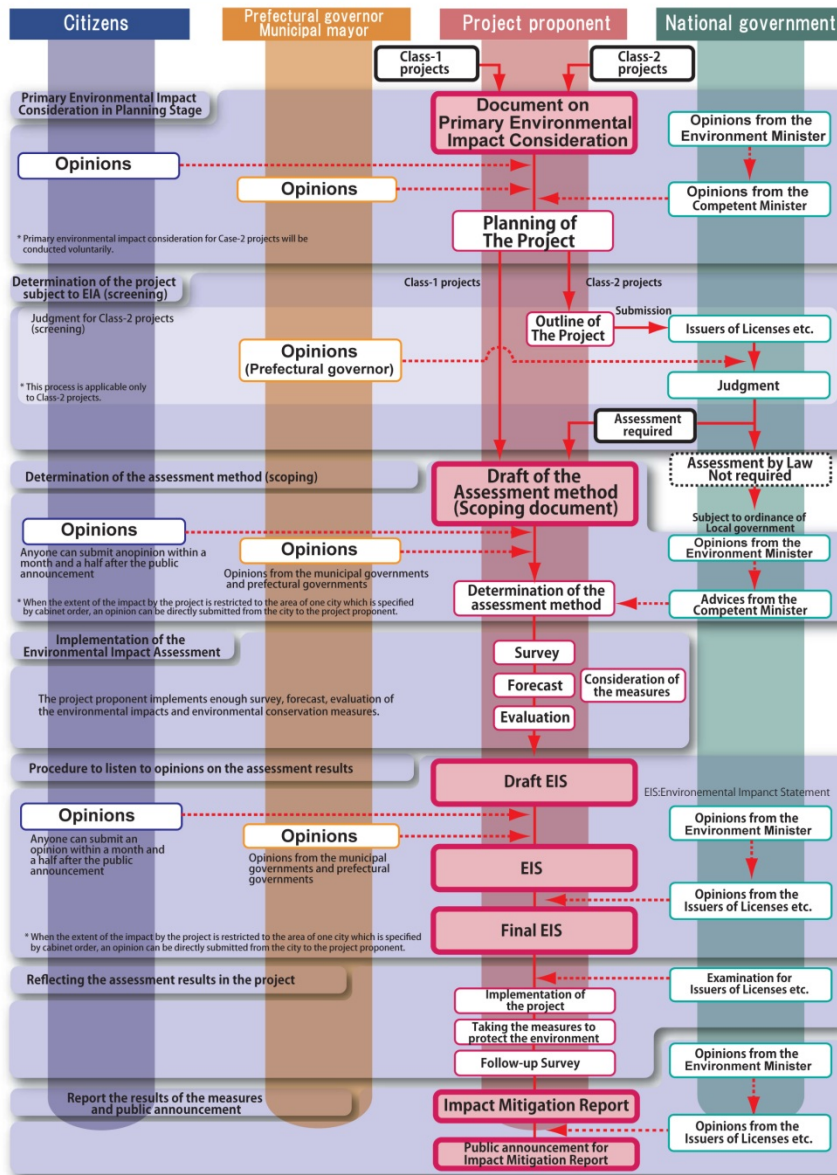 Citizens
Prefectural governor
Municipal mayor
Project proponent
National government
Class-1
projects
Class-2
projects
Primary Environmental Impact
Consideration in Planning Stage
Document on
Primary Environmental
Impact Consideration
Opinions from the
Environment Minister
Opinions
Opinions
Opinions from the
Competent Minister
Planning of
The Project
* Primary environmental impact consideration for Case-2 projects will be
conducted voluntarily.
Determination of the project
subject to EIA (screening)
Class-1 projects
Class-2 projects
Judgment for Class-2 projects
(screening)
Outline of
The Project
Submission
Issuers of Licenses etc.
Opinions
(Prefectural governor)
Judgment
* This process is applicable only
to Class-2 projects.
Assessment
required
Determination of the assessment method (scoping)
Draft of the
Assessment method
(Scoping document)
Assessment by Law
Not required
Subject to ordinance of
Local government
Opinions
Anyone can submit anopinion within a
month and a half after the public
announcement
Opinions
Opinions from the municipal governments
and prefectural governments
Opinions from the
Environment Minister
Determination of the
assessment method
Advices from the
Competent Minister
* When the extent of the impact by the project is restricted to the area of one city which is specified
by cabinet order, an opinion can be directly submitted from the city to the project proponent.
Implementation of the
Environmental Impact Assessment
Survey
Forecast
Evaluation
Consideration of
the measures
The project proponent implements enough survey, forecast, evaluation of
the environmental impacts and environmental conservation measures.
Procedure to listen to opinions on the assessment results
Draft EIS
EIS:Environemental Impanct Statement
Opinions
Anyone can submit an
opinion within a month and
a half after the public
announcement
Opinions
Opinions from the municipal
governments and prefectural
governments
Opinions from the
Environment Minister
EIS
Opinions from the
Issuers of Licenses etc.
Final EIS
* When the extent of the impact by the project is restricted to the area of one city which is specified
by cabinet order, an opinion can be directly submitted from the city to the project proponent.
Reflecting the assessment results in the project
Examination for
Issuers of Licenses etc.
Implementation of
the project
Taking the measures to
protect the environment
Follow-up Survey
Opinions from the
Environment Minister
Report the results of the measures
and public announcement
Impact Mitigation Report
Opinions from the
Issuers of Licenses etc.
Public announcement for
Impact Mitigation Report